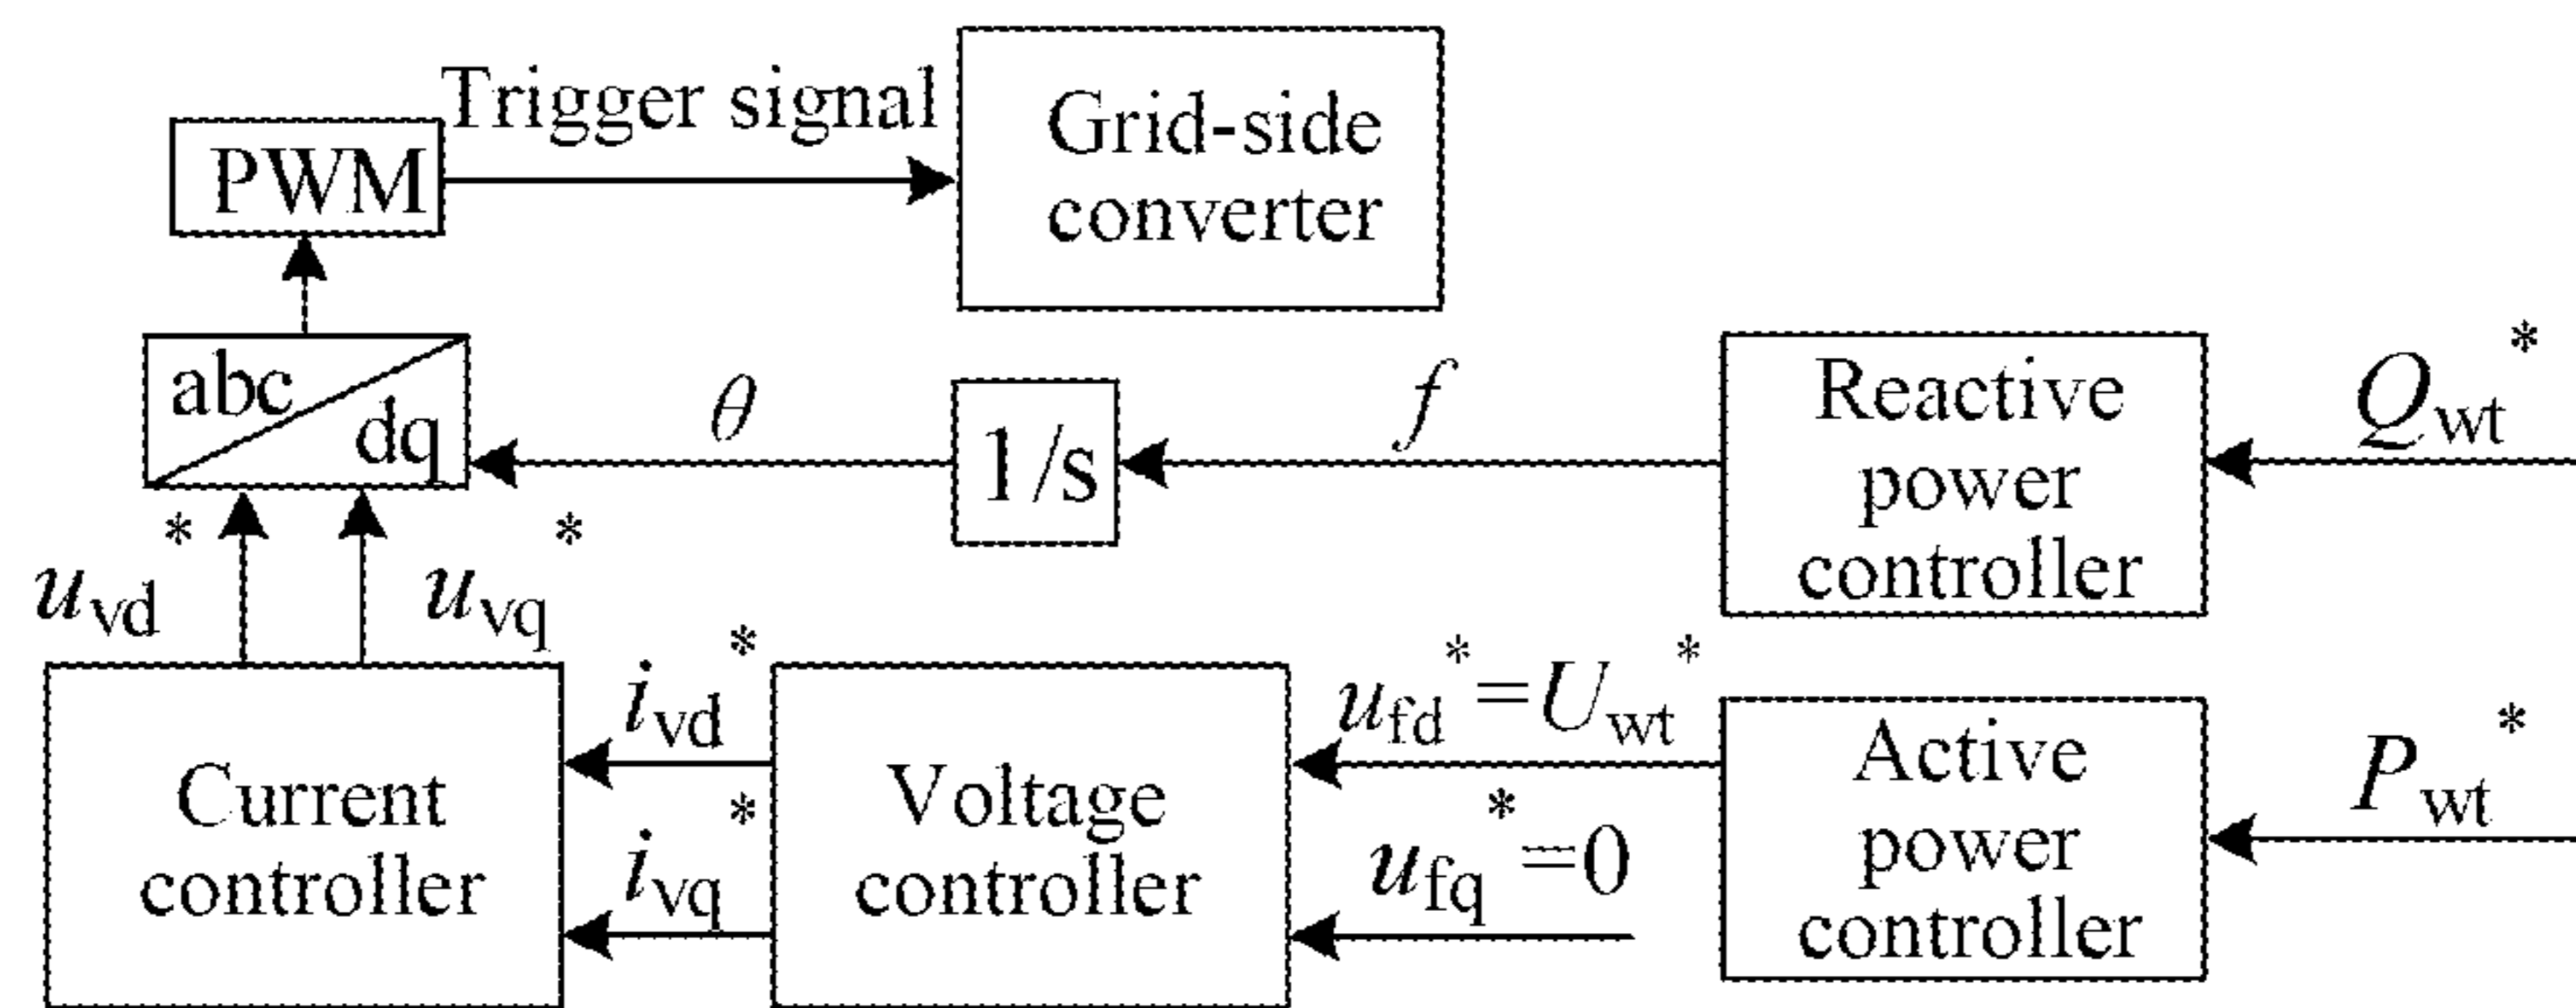 Trigger signal
PWM
Grid-side
converter
abc
dq
θ
1/s
f
Reactive
power
controller
Q_wt^*
u_vd^*
u_vq^*
Current
controller
i_vd^*
i_vq^*
Voltage
controller
u_fd^*=U_wt^*
u_fq^*=0
Active
power
controller
P_wt^*